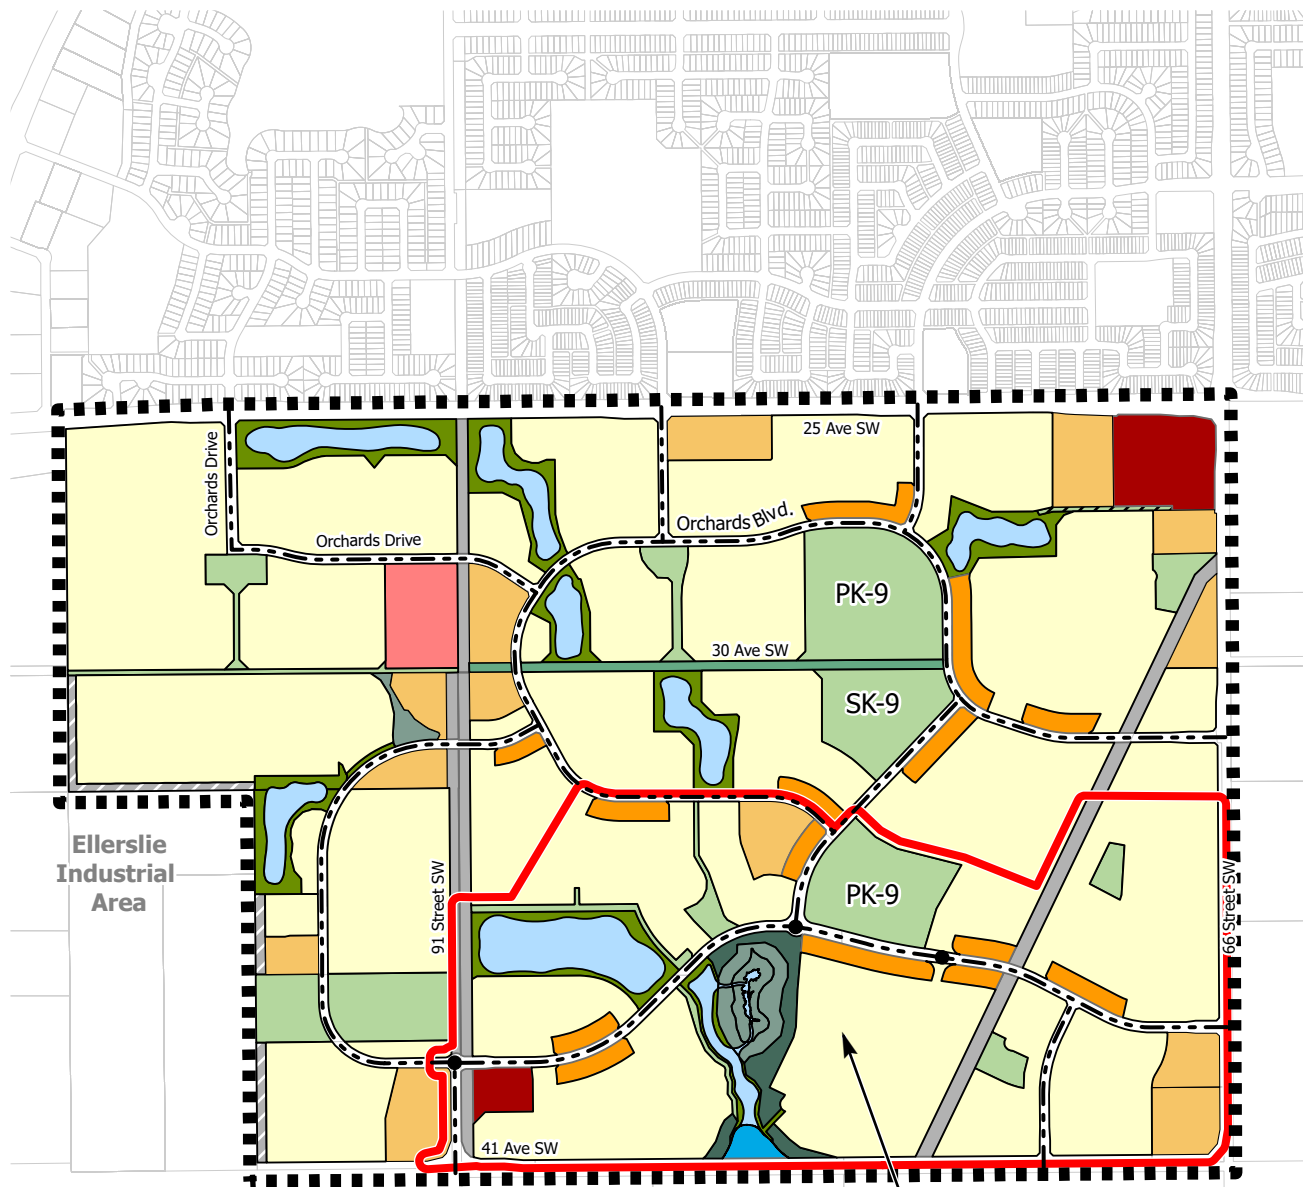 25 Ave SW
Orchards Drive
Orchards Blvd.
Orchards Drive
PK-9
30 Ave SW
SK-9
Ellerslie
Industrial
Area
91 Street SW
PK-9
66 Street SW
41 Ave SW